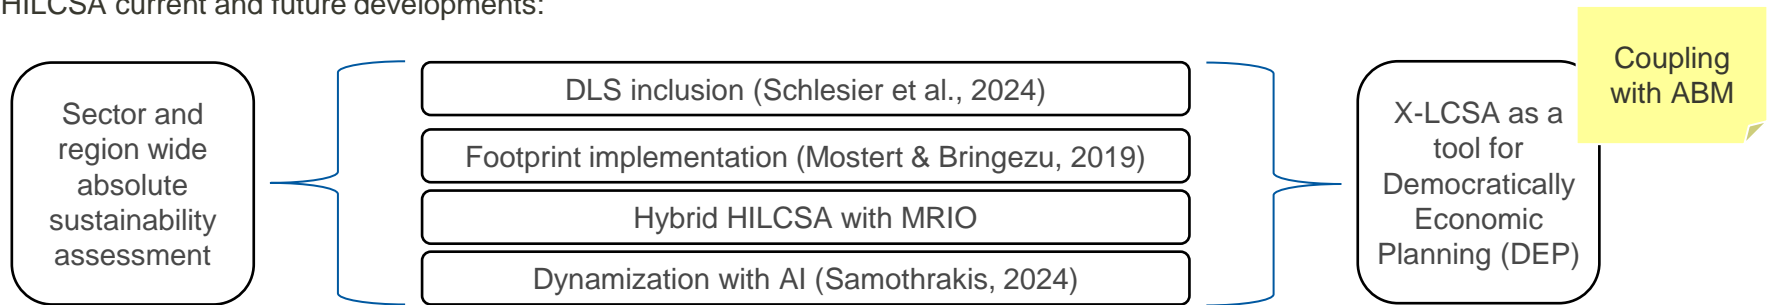 HILCSA current and future developments:
Sector and
region wide
absolute
sustainability
assessment
DLS inclusion (Schlesier et al., 2024)
Footprint implementation (Mostert & Bringezu, 2019)
Hybrid HILCSA with MRIO
Dynamization with AI (Samothrakis, 2024)
X-LCSA as a
tool for
Democratically
Economic
Planning (DEP)
Coupling
with ABM